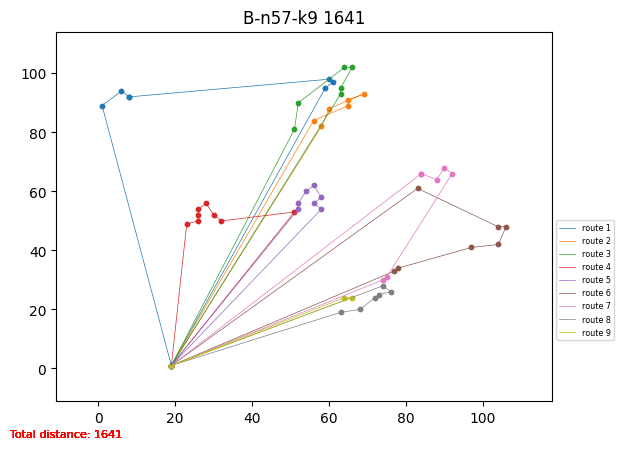 B-n57-k9 1641
100
80
60
40
20
0
0 20 40 60 80 100
route 1
route 2
route 3
route 4
route 5
route 6
route 7
route 8
route 9
Total distance: 1641